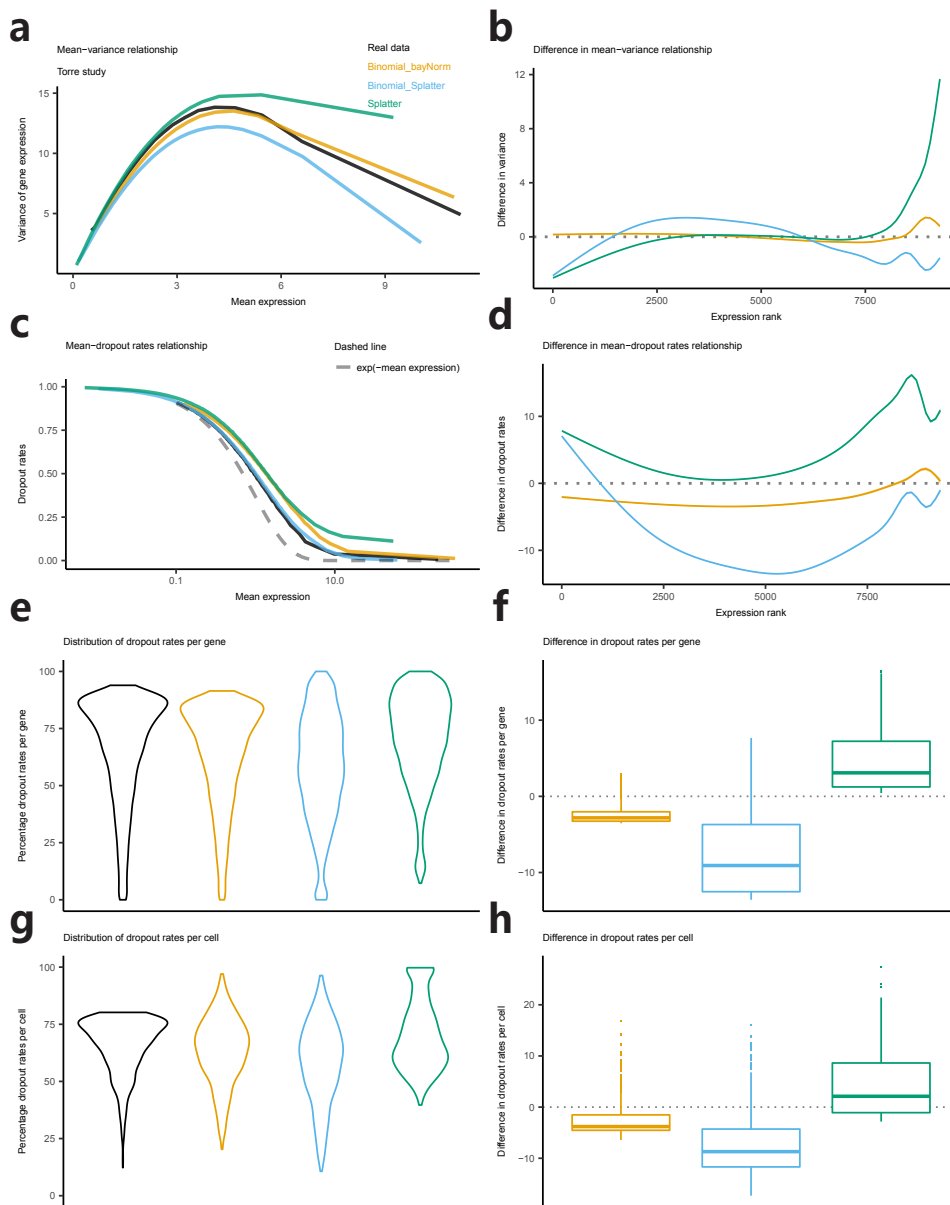 a
Mean−variance relationship
Torre study
Real data
Binomial_bayNorm
Binomial_Splatter
Splatter
Variance of gene expression
15
10
5
0
3
6
9
Mean expression
b
Difference in mean−variance relationship
Difference in variance
12
8
4
0
−4
0
2500
5000
7500
Expression rank
c
Mean−dropout rates relationship
Dashed line
exp(−mean expression)
Dropout rates
1.00
0.75
0.50
0.25
0.00
0.1
10.0
Mean expression
d
Difference in mean−dropout rates relationship
Difference in dropout rates
10
0
−10
0
2500
5000
7500
Expression rank
e
Distribution of dropout rates per gene
Percentage dropout rates per gene
100
75
50
25
0
f
Difference in dropout rates per gene
Difference in dropout rates per gene
10
0
−10
g
Distribution of dropout rates per cell
Percentage dropout rates per cell
100
75
50
25
0
h
Difference in dropout rates per cell
Difference in dropout rates per cell
20
10
0
−10